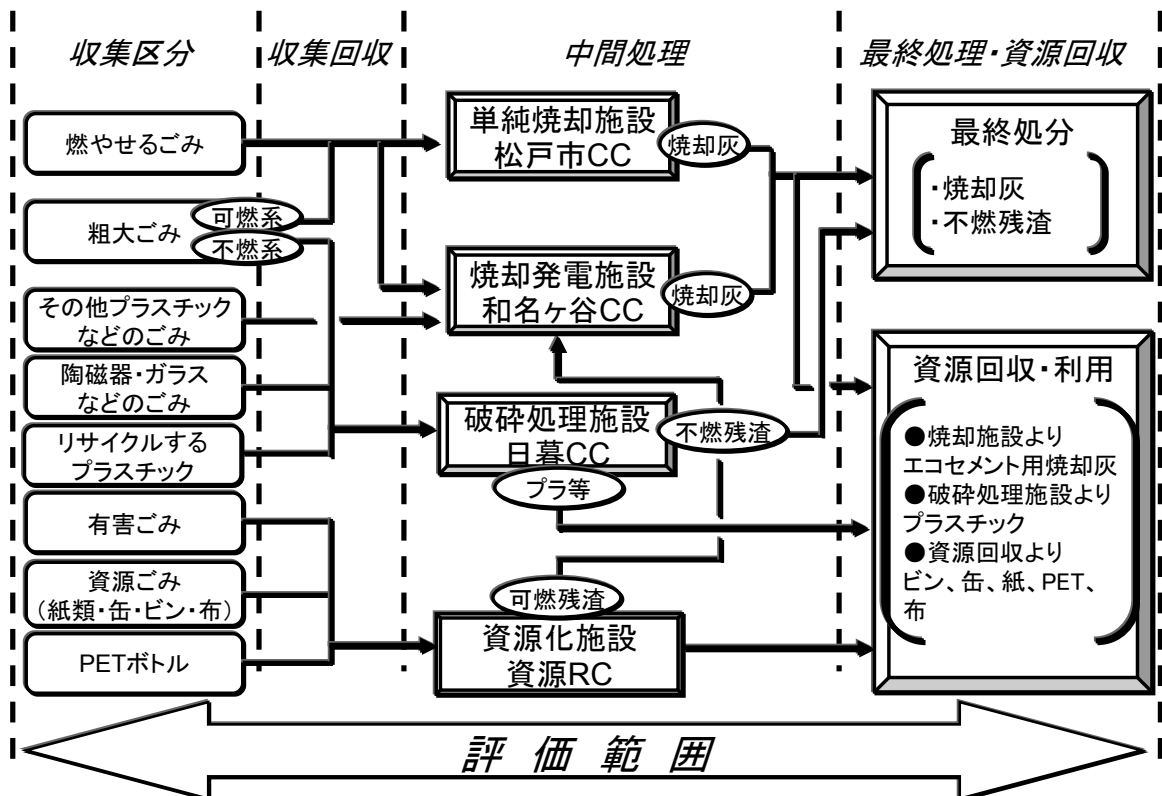 収集区分
収集回収
中間処理
最終処理・資源回収
燃やせるごみ
粗大ごみ
可燃系
不燃系
その他プラスチック
などのごみ
陶磁器・ガラス
などのごみ
リサイクルする
プラスチック
有害ごみ
資源ごみ
(紙類・缶・ビン・布)
PETボトル
単純焼却施設
松戸市CC
焼却灰
焼却発電施設
和名ヶ谷CC
焼却灰
破砕処理施設
日暮CC
不燃残渣
プラ等
可燃残渣
資源化施設
資源RC
最終処分
・焼却灰
・不燃残渣
資源回収・利用
●焼却施設より
エコセメント用焼却灰
●破砕処理施設より
プラスチック
●資源回収より
ビン、缶、紙、PET、
布
評価範囲